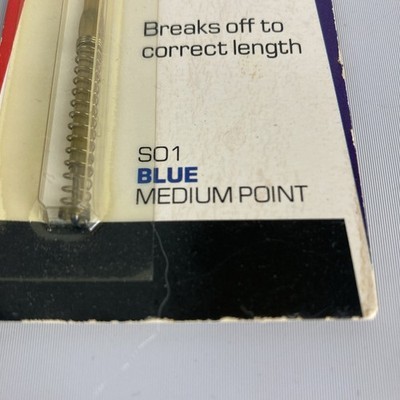 Breaks off to
correct length
S01
BLUE
MEDIUM POINT